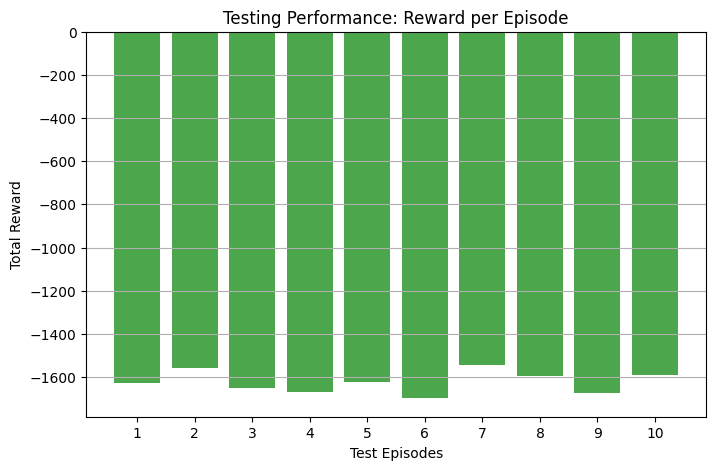 Testing Performance: Reward per Episode
0
−200
−400
−600
−800
−1000
−1200
−1400
−1600
Total Reward
1 2 3 4 5 6 7 8 9 10
Test Episodes